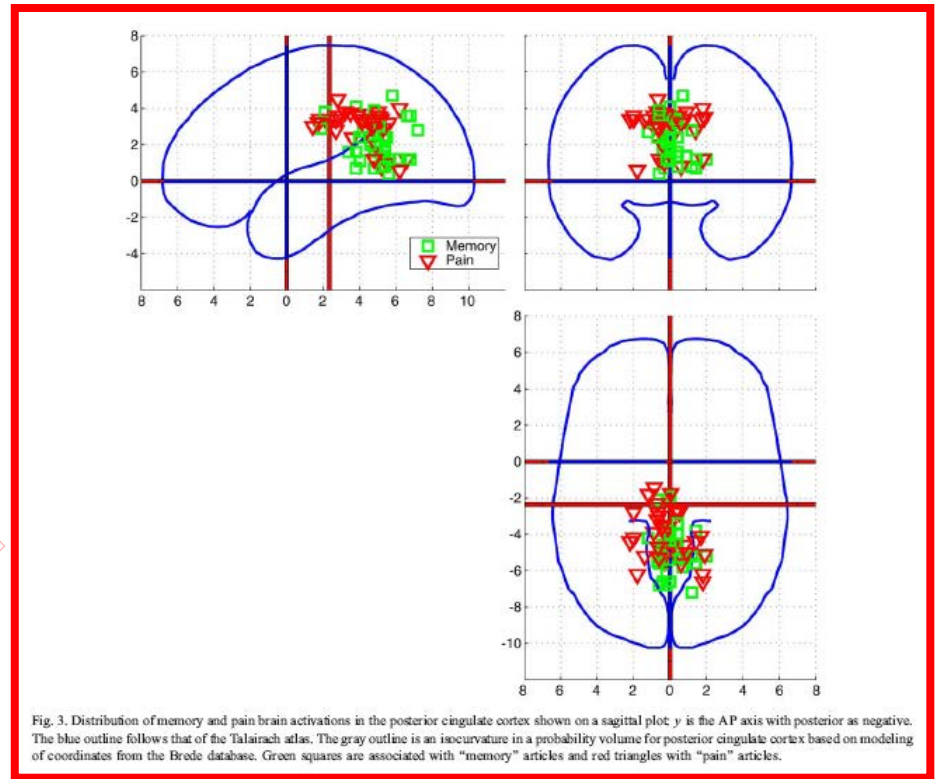 8
6
4
2
0
-2
-4
Memory
Pain
8 6 4 2 0 2 4 6 8 10
8
6
4
2
0
-2
-4
-6
-8
-10
8 6 4 2 0 2 4 6 8
Fig. 3. Distribution of memory and pain brain activations in the posterior cingulate cortex shown on a sagittal plot; y is the AP axis with posterior as negative.
The blue outline follows that of the Talairach atlas. The gray outline is an isocurvature in a probability volume for posterior cingulate cortex based on modeling
of coordinates from the Brede database. Green squares are associated with “memory” articles and red triangles with “pain” articles.